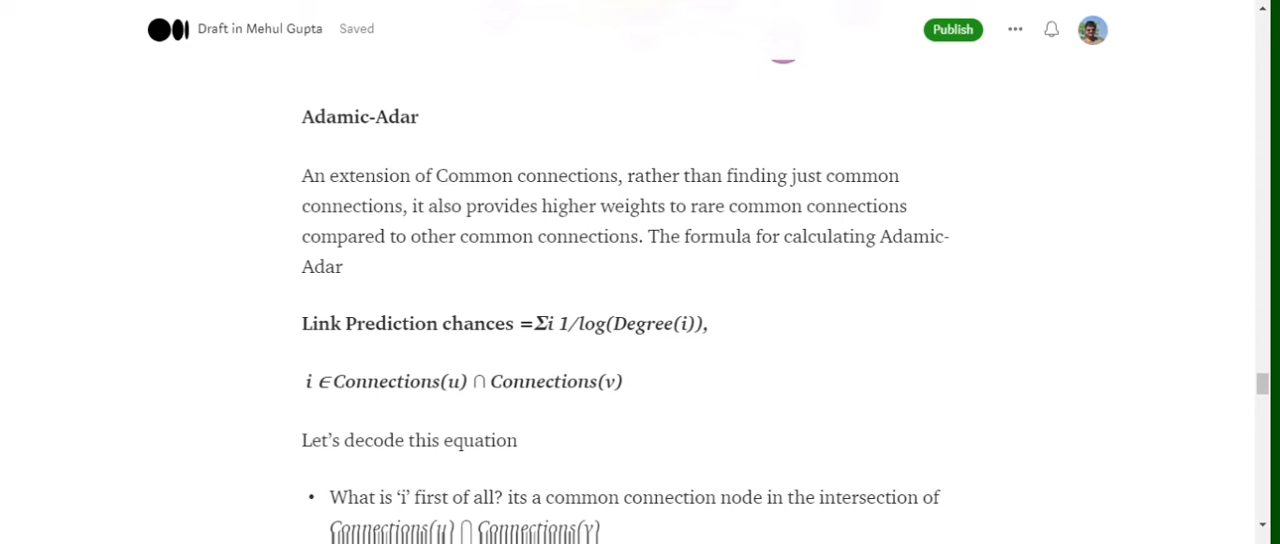 Draft in Mehul Gupta Saved Publish
Adamic-Adar
An extension of Common connections, rather than finding just common
connections, it also provides higher weights to rare common connections
compared to other common connections. The formula for calculating Adamic-
Adar
Link Prediction chances =Σi 1/log(Degree(i)),
i ∈Connections(u) ∩ Connections(v)
Let’s decode this equation
• What is ‘i’ first of all? its a common connection node in the intersection of
Connections(u) ∩ Connections(v)